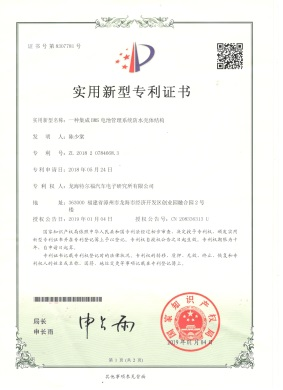 证书号第8317785号
实用新型专利证书
实用新型名称：一种集成BMS电池管理系统防水壳体结构
发明人：
专利号：ZL 2018 2 0784608.1
专利申请日：2018年05月24日
专利权人：龙海特尔福汽车电子研究所有限公司
地址：363000 福建省漳州市龙海市经济开发区创业园融合园2号
楼
授权公告日：2019年01月04日 授权公告号：CN 208336313 U
国家知识产权局依照中华人民共和国专利法经过初步审查，决定授予专利权，颁发实用
新型专利证书并在专利登记簿上予以登记。专利权自授权公告之日起生效。专利权期限为十
年，自申请日起算。
专利证书记载专利权登记时的法律状况。专利权的转移、质押、无效、终止、恢复和专
利权人的姓名或名称、国籍、地址变更等事项记载在专利登记簿上。
局长
申长雨
申长雨
国家知识产权局
2019年01月04日
第 1 页 (共 2 页)
其他事项参见背面